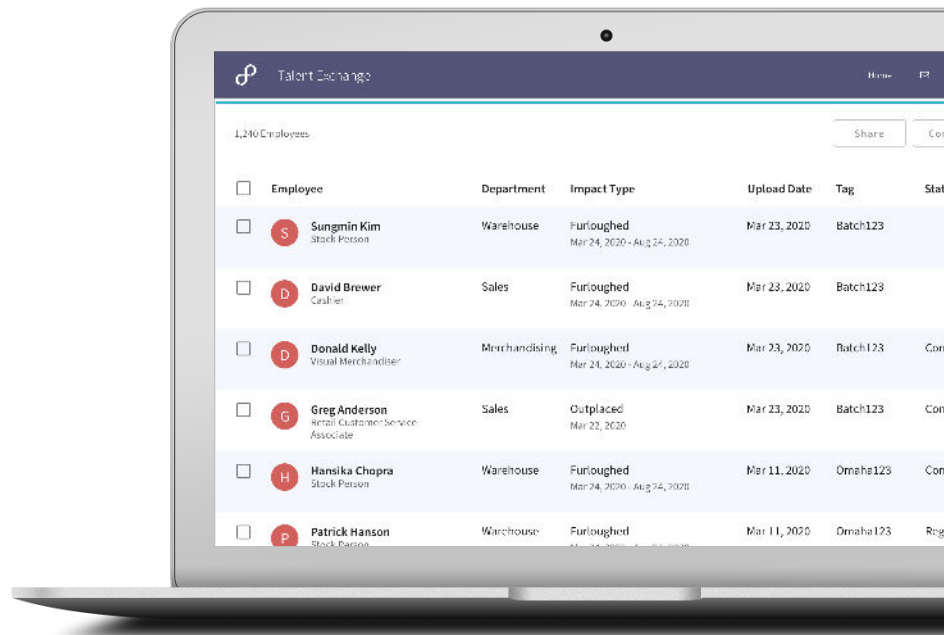 Talent Exchange
Home
1,240 Employees
Share
Employee Department Impact Type Upload Date Tag
Sungmin Kim Warehouse Furloughed Mar 23, 2020 Batch123
Stock Person Mar 24, 2020 - Aug 24, 2020
David Brewer Sales Furloughed Mar 23, 2020 Batch123
Cashier Mar 24, 2020 - Aug 24, 2020
Donald Kelly Merchandising Furloughed Mar 23, 2020 Batch123
Visual Merchandiser Mar 24, 2020 - Aug 24, 2020
Greg Anderson Sales Outplaced Mar 23, 2020 Batch123
Retail Customer Service Mar 22, 2020
Associate
Hansika Chopra Warehouse Furloughed Mar 11, 2020 Omaha123
Stock Person Mar 24, 2020 - Aug 24, 2020
Patrick Hanson Warehouse Furloughed Mar 11, 2020 Omaha123
Stock Person